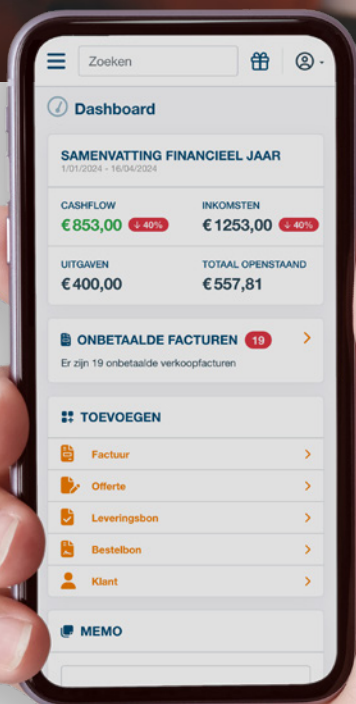 Zoeken
Dashboard
SAMENVATTING FINANCIEEL JAAR
1/01/2024 - 16/04/2024
CASHFLOW INKOMSTEN
€ 853,00 ↓ 40% € 1253,00 ↓ 40%
UITGAVEN TOTAAL OPENSTAAND
€ 400,00 € 557,81
ONBETAALDE FACTUREN 19
Er zijn 19 onbetaalde verkoopfacturen
TOEVOEGEN
Factuur
Offerte
Leveringsbon
Bestelbon
Klant
MEMO